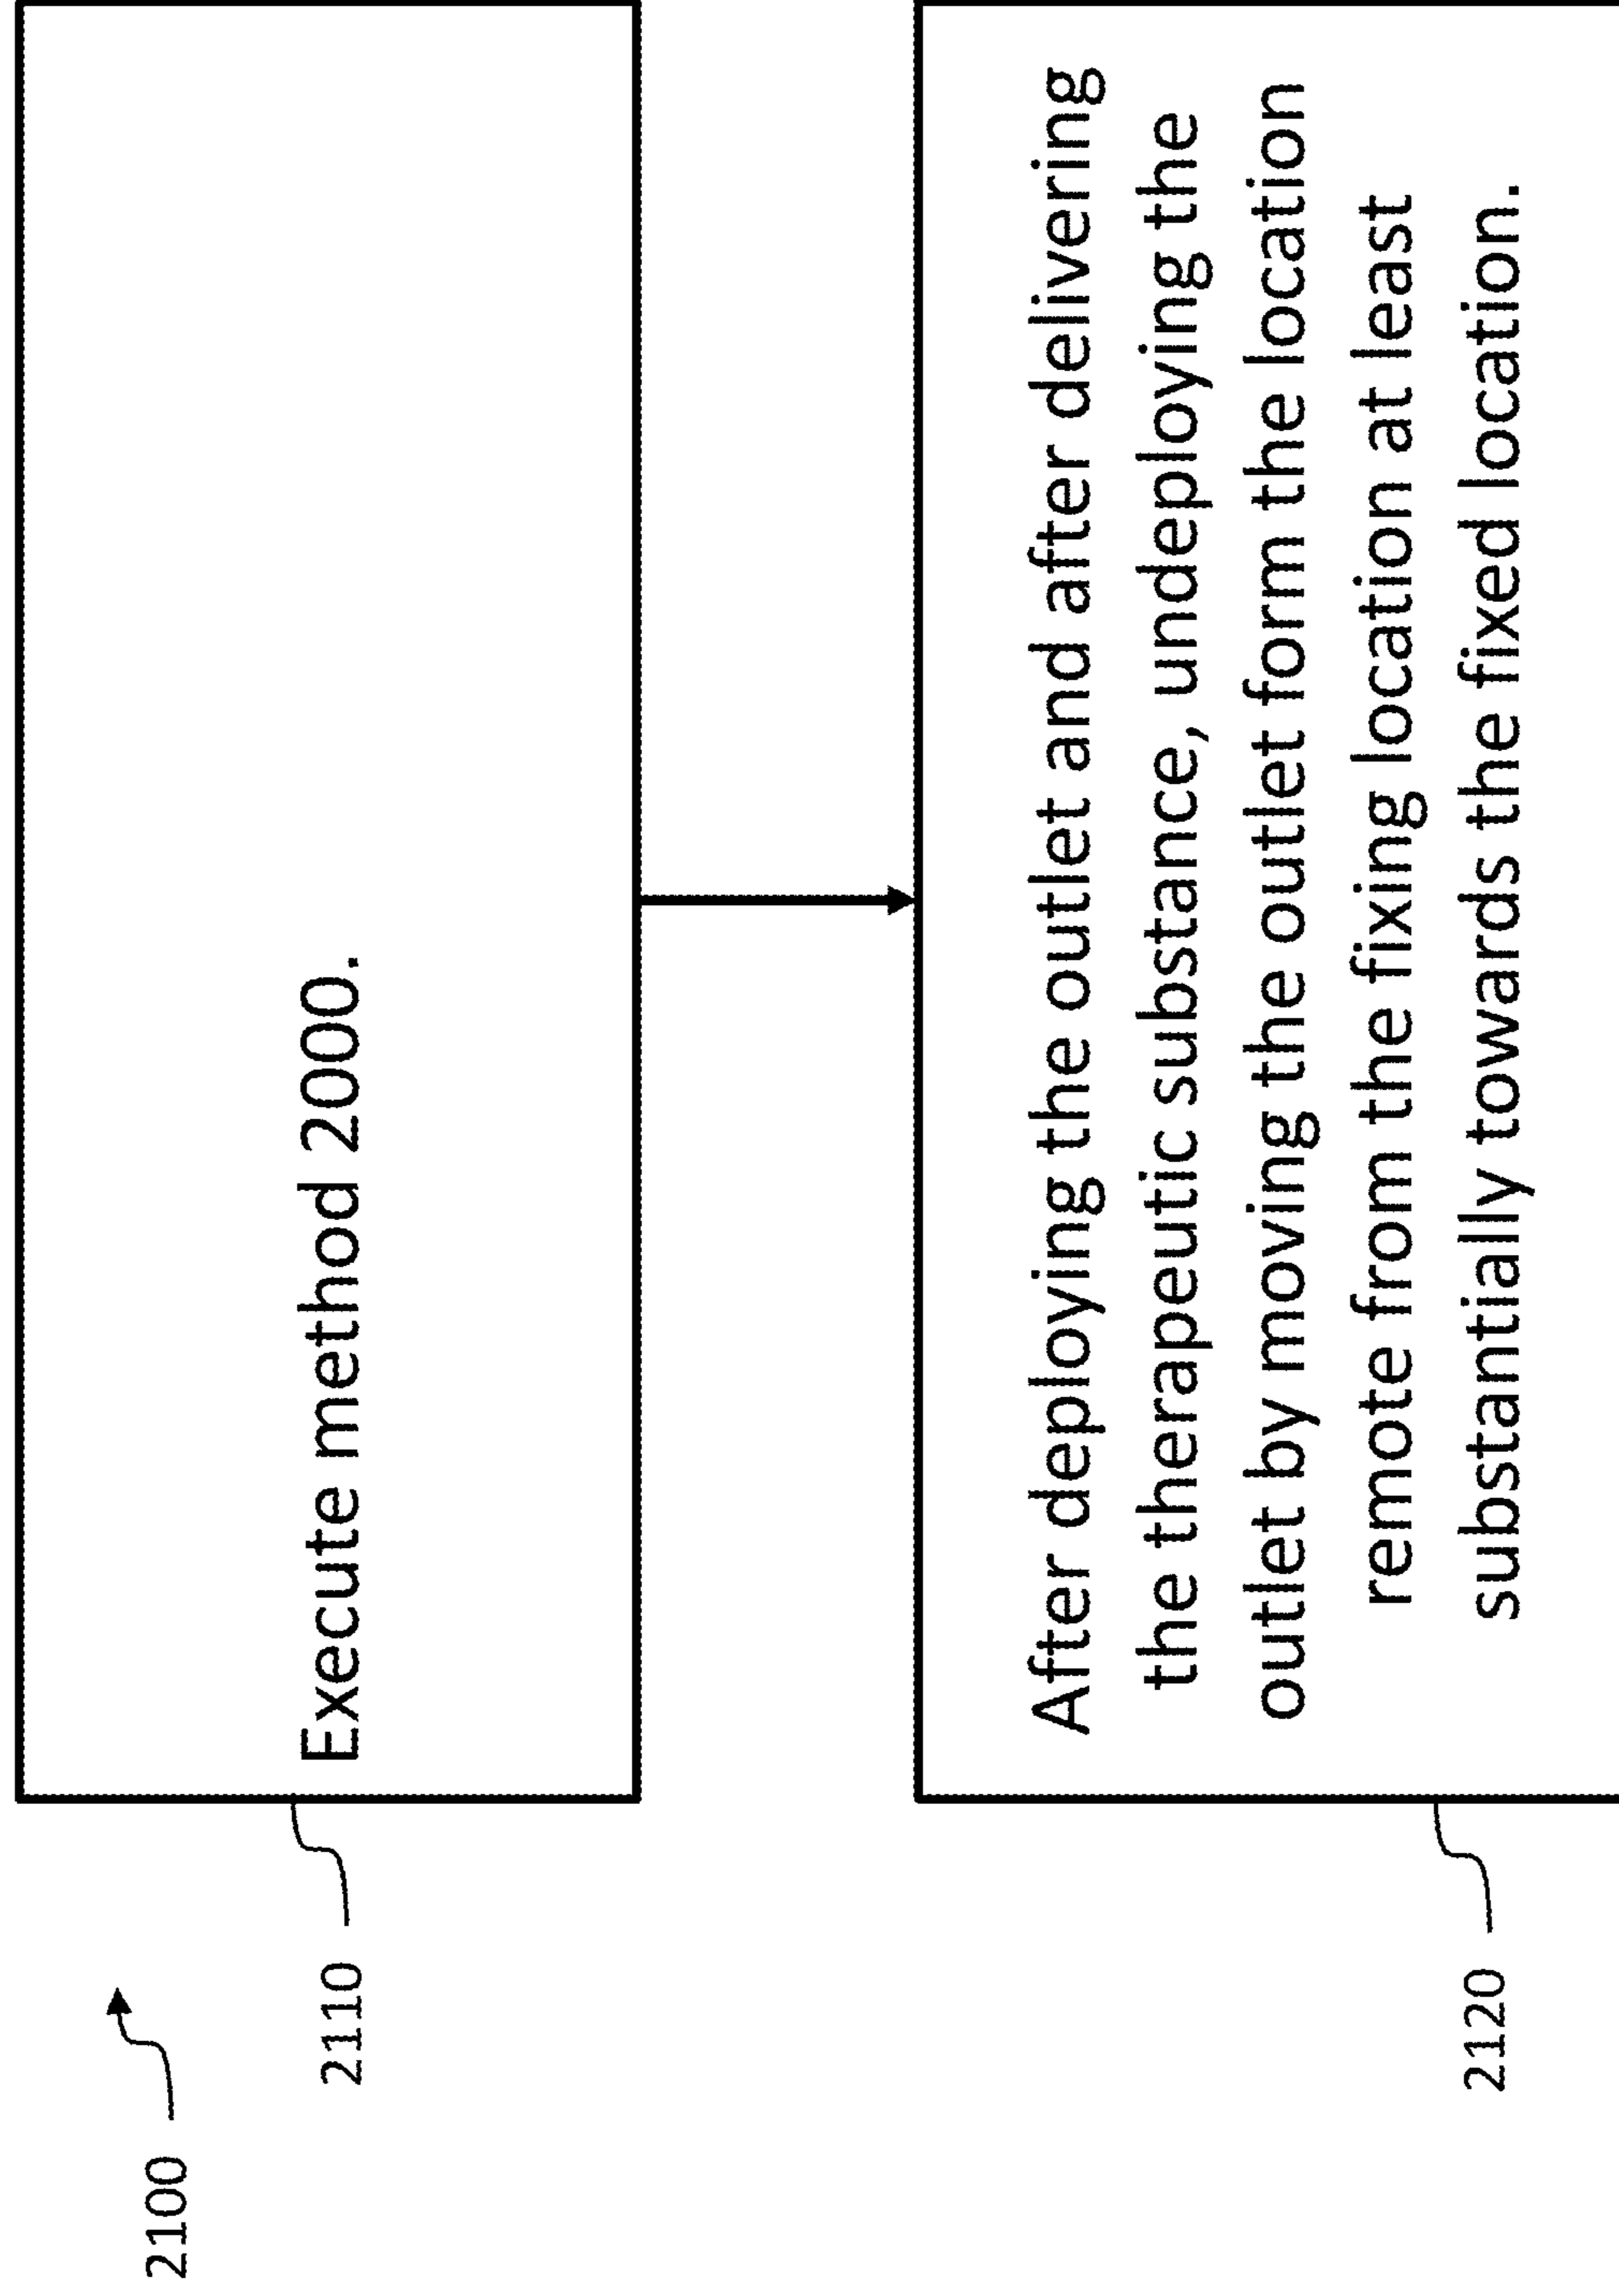 2100
2110
Execute method 2000.
2120
After deploying the outlet and after delivering
the therapeutic substance, undeploying the
outlet by moving the outlet form the location
remote from the fixing location at least
substantially towards the fixed location.